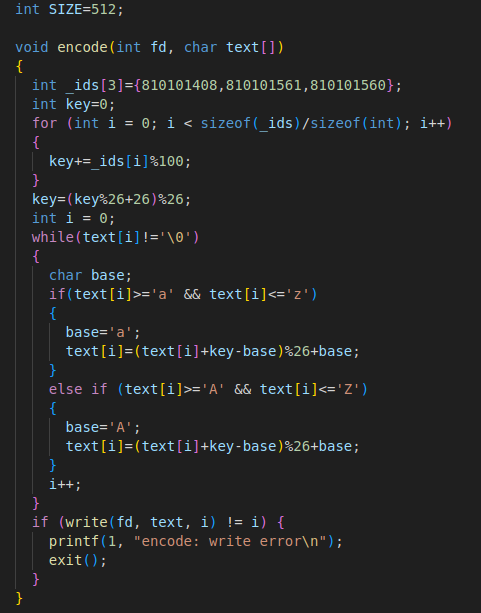 int SIZE=512;
void encode(int fd, char text[])
{
int _ids[3]={810101408,810101561,810101560};
int key=0;
for (int i = 0; i < sizeof(_ids)/sizeof(int); i++)
{
key+=_ids[i]%100;
}
key=(key%26+26)%26;
int i = 0;
while(text[i]!='\0')
{
char base;
if(text[i]>='a' && text[i]<='z')
{
base='a';
text[i]=(text[i]+key-base)%26+base;
}
else if (text[i]>='A' && text[i]<='Z')
{
base='A';
text[i]=(text[i]+key-base)%26+base;
}
i++;
}
if (write(fd, text, i) != i) {
printf(1, "encode: write error\n");
exit();
}
}